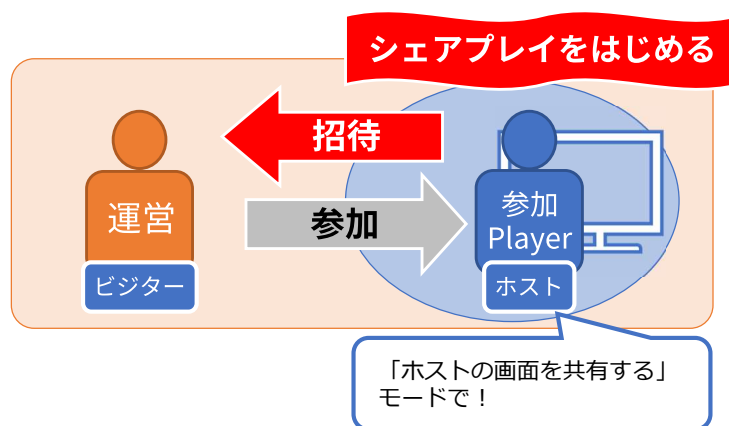 シェアプレイをはじめる
招待
参加
運営
ビジター
参加
Player
ホスト
「ホストの画面を共有する」
モードで！